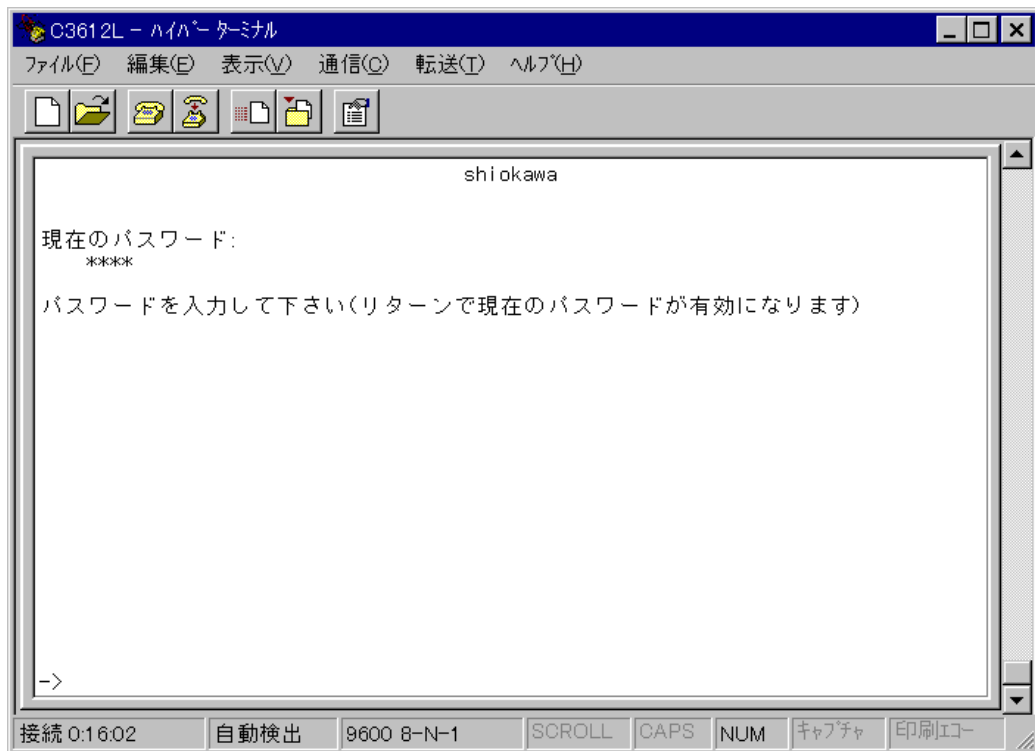 C3612L - ﾊｲﾊﾟｰ ﾀｰﾐﾅﾙ
ﾌｧｲﾙ(F) 編集(E) 表示(V) 通信(C) 転送(T) ﾍﾙﾌﾟ(H)
shiokawa
現在のパスワード:
****
パスワードを入力して下さい(リターンで現在のパスワードが有効になります)
->
接続 0:16:02 自動検出 9600 8-N-1 SCROLL CAPS NUM ｷｬﾌﾟﾁｬ 印刷ｴｺｰ